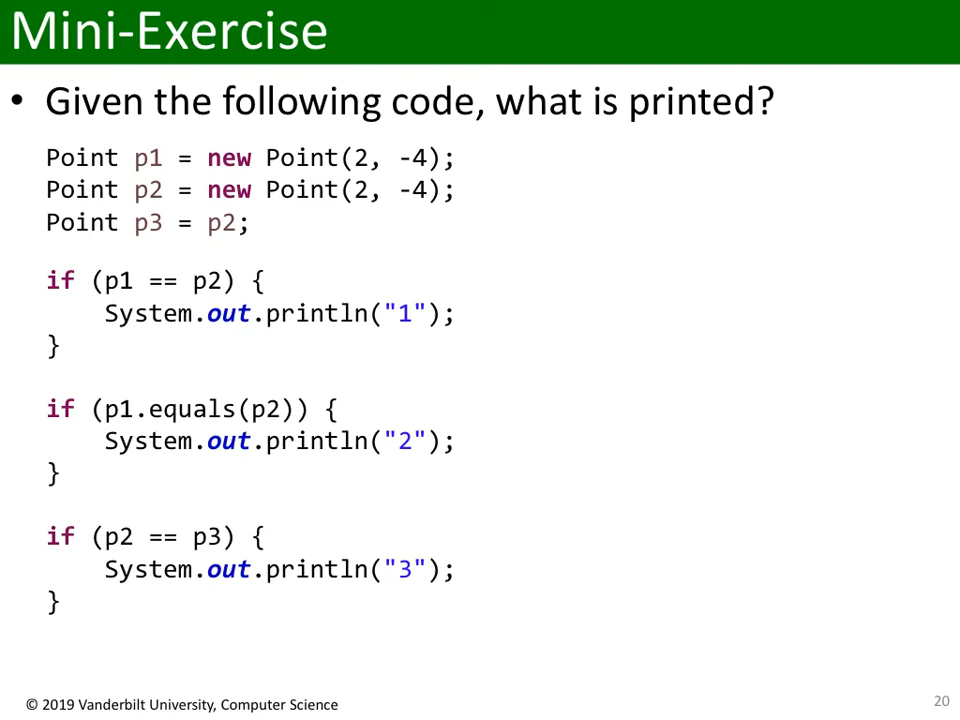 Mini-Exercise
• Given the following code, what is printed?
Point p1 = new Point(2, -4);
Point p2 = new Point(2, -4);
Point p3 = p2;
if (p1 == p2) {
    System.out.println("1");
}
if (p1.equals(p2)) {
    System.out.println("2");
}
if (p2 == p3) {
    System.out.println("3");
}
© 2019 Vanderbilt University, Computer Science
20